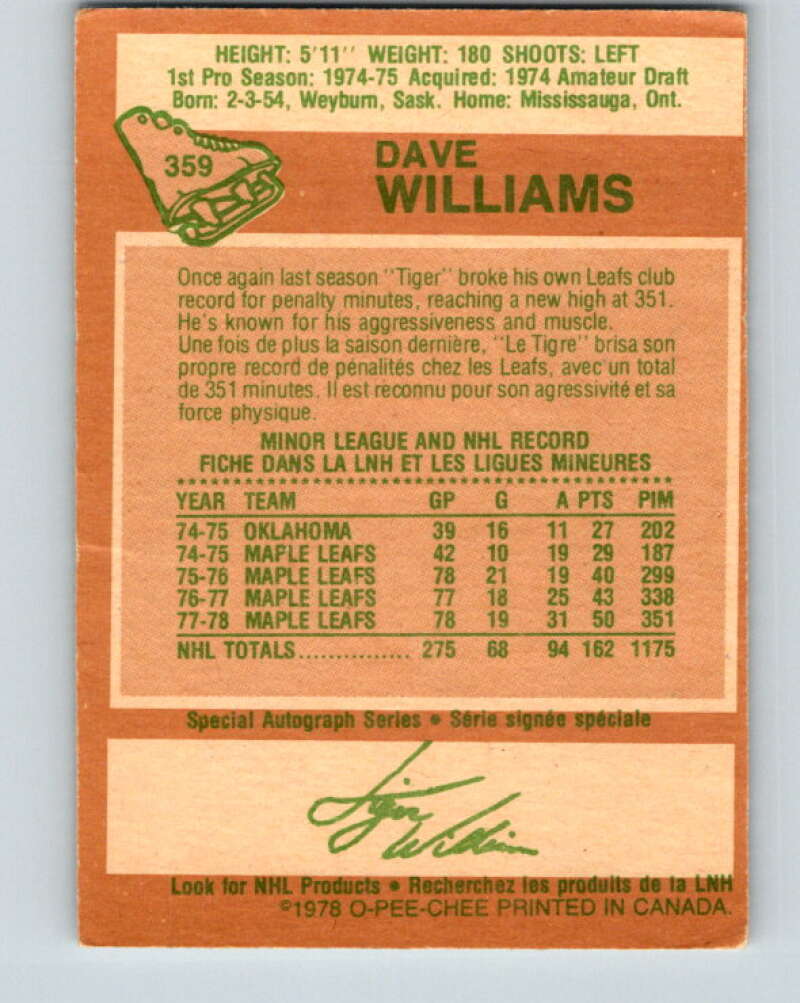 HEIGHT: 5'11'' WEIGHT: 180 SHOOTS: LEFT
1st Pro Season: 1974-75 Acquired: 1974 Amateur Draft
Born: 2-3-54, Weyburn, Sask. Home: Mississauga, Ont.
359
DAVE
WILLIAMS
Once again last season ''Tiger'' broke his own Leafs club
record for penalty minutes, reaching a new high at 351.
He's known for his aggressiveness and muscle.
Une fois de plus la saison dernière, ''Le Tigre'' brisa son
propre record de pénalités chez les Leafs, avec un total
de 351 minutes. Il est reconnu pour son agressivité et sa
force physique.
MINOR LEAGUE AND NHL RECORD
FICHE DANS LA LNH ET LES LIGUES MINEURES
YEAR TEAM GP G A PTS PIM
74-75 OKLAHOMA 39 16 11 27 202
74-75 MAPLE LEAFS 42 10 19 29 187
75-76 MAPLE LEAFS 78 21 19 40 299
76-77 MAPLE LEAFS 77 18 25 43 338
77-78 MAPLE LEAFS 78 19 31 50 351
NHL TOTALS............... 275 68 94 162 1175
Special Autograph Series • Série signée spéciale
Tiger
Williams
Look for NHL Products • Recherchez les produits de la LNH
©1978 O-PEE-CHEE PRINTED IN CANADA.